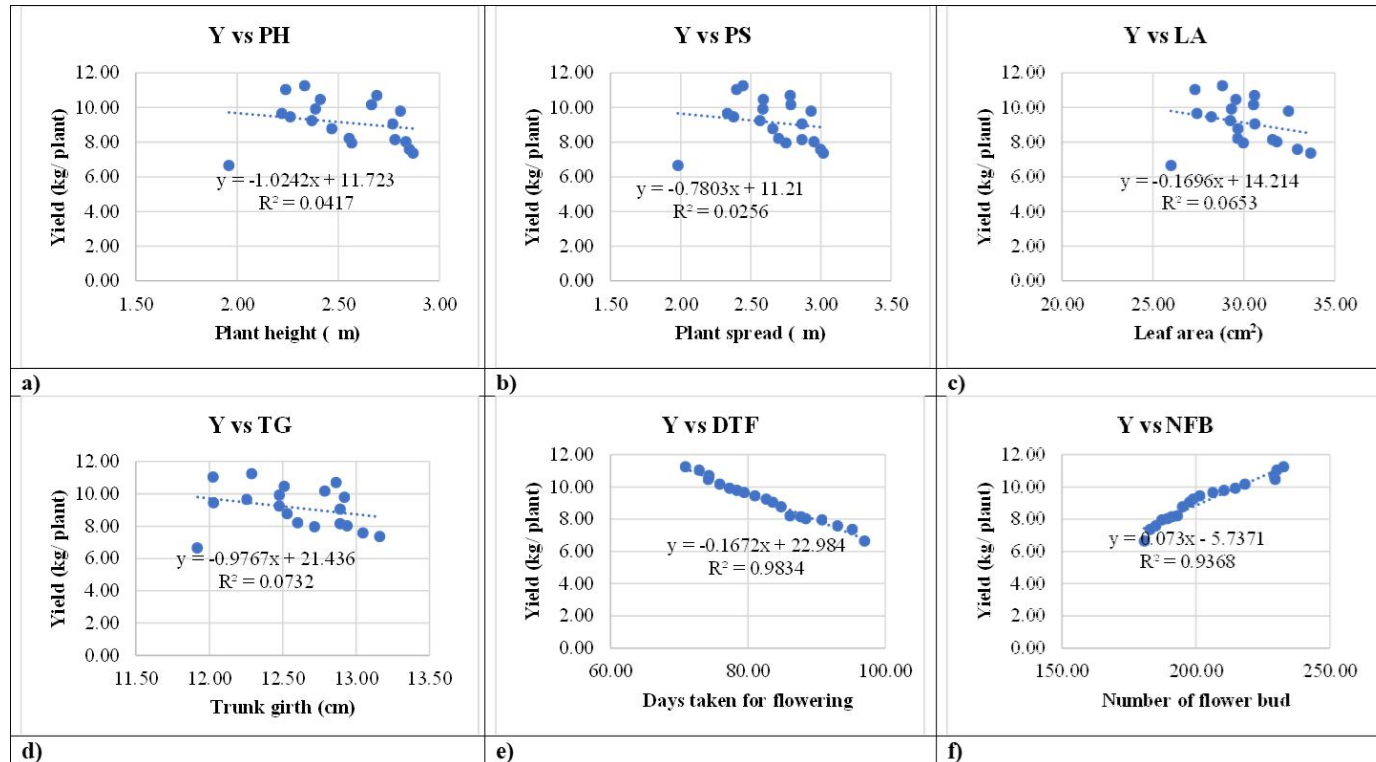 Y vs PH
12.00
10.00
8.00
6.00
4.00
2.00
0.00
Yield (kg/ plant)
y = -1.0242x + 11.723
R² = 0.0417
1.50 2.00 2.50 3.00
Plant height ( m)
a)
Y vs PS
12.00
10.00
8.00
6.00
4.00
2.00
0.00
Yield (kg/ plant)
y = -0.7803x + 11.21
R² = 0.0256
1.50 2.00 2.50 3.00 3.50
Plant spread ( m)
b)
Y vs LA
12.00
10.00
8.00
6.00
4.00
2.00
0.00
Yield (kg/ plant)
y = -0.1696x + 14.214
R² = 0.0653
20.00 25.00 30.00 35.00
Leaf area (cm²)
c)
Y vs TG
12.00
10.00
8.00
6.00
4.00
2.00
0.00
Yield (kg/ plant)
y = -0.9767x + 21.436
R² = 0.0732
11.50 12.00 12.50 13.00 13.50
Trunk girth (cm)
d)
Y vs DTF
12.00
10.00
8.00
6.00
4.00
2.00
0.00
Yield (kg/ plant)
y = -0.1672x + 22.984
R² = 0.9834
60.00 80.00 100.00
Days taken for flowering
e)
Y vs NFB
12.00
10.00
8.00
6.00
4.00
2.00
0.00
Yield (kg/ plant)
y = 0.073x - 5.7371
R² = 0.9368
150.00 200.00 250.00
Number of flower bud
f)